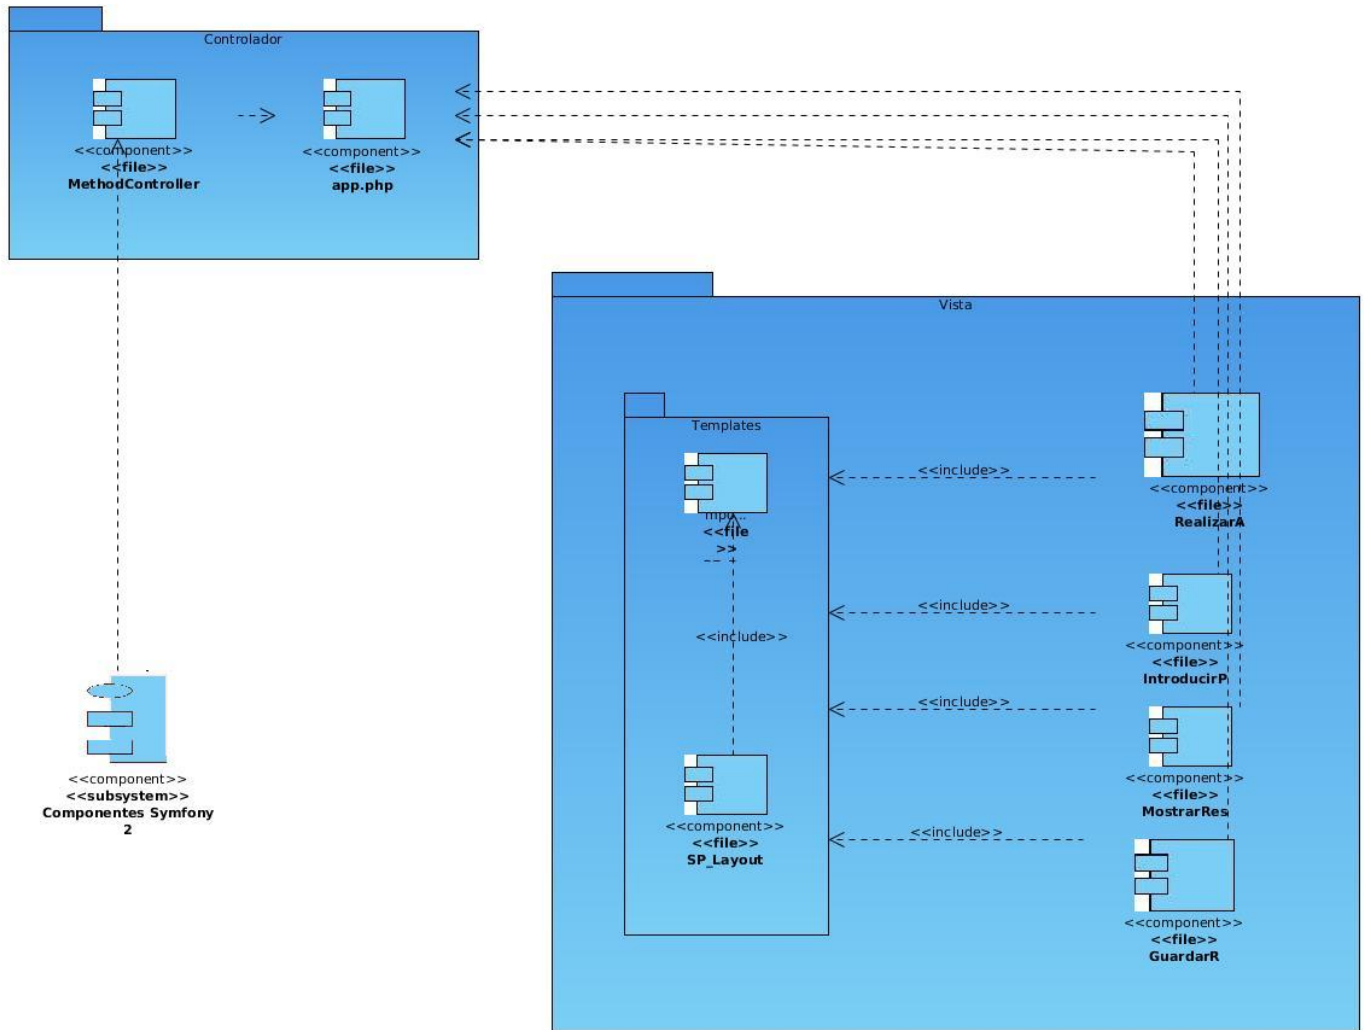 Controlador
<<component>>
<<file>>
MethodController
<<component>>
<<file>>
app.php
Vista
Templates
<<file
>>
<<include>>
<<component>>
<<file>>
SP_Layout
<<include>>
<<include>>
<<include>>
<<include>>
<<component>>
<<file>>
RealizarA
<<component>>
<<file>>
IntroducirP
<<component>>
<<file>>
MostrarRes
<<component>>
<<file>>
GuardarR
<<component>>
<<subsystem>>
Componentes Symfony
2